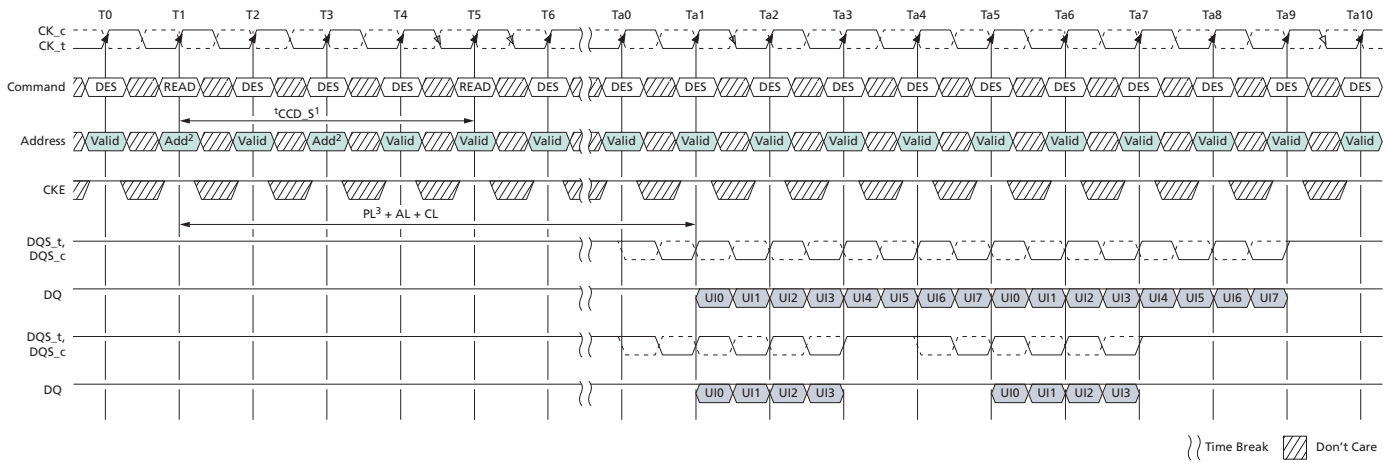 T0 T1 T2 T3 T4 T5 T6 Ta0 Ta1 Ta2 Ta3 Ta4 Ta5 Ta6 Ta7 Ta8 Ta9 Ta10
CK_c
CK_t
Command DES READ DES DES DES READ DES DES DES DES DES DES DES DES DES DES DES DES
tCCD_S1
Address Valid Add2 Valid Add2 Valid Valid Valid Valid Valid Valid Valid Valid Valid Valid Valid Valid Valid Valid
CKE
PL3 + AL + CL
DQS_t,
DQS_c
DQ UI0 UI1 UI2 UI3 UI4 UI5 UI6 UI7 UI0 UI1 UI2 UI3 UI4 UI5 UI6 UI7
DQS_t,
DQS_c
DQ UI0 UI1 UI2 UI3 UI0 UI1 UI2 UI3
Time Break Don't Care